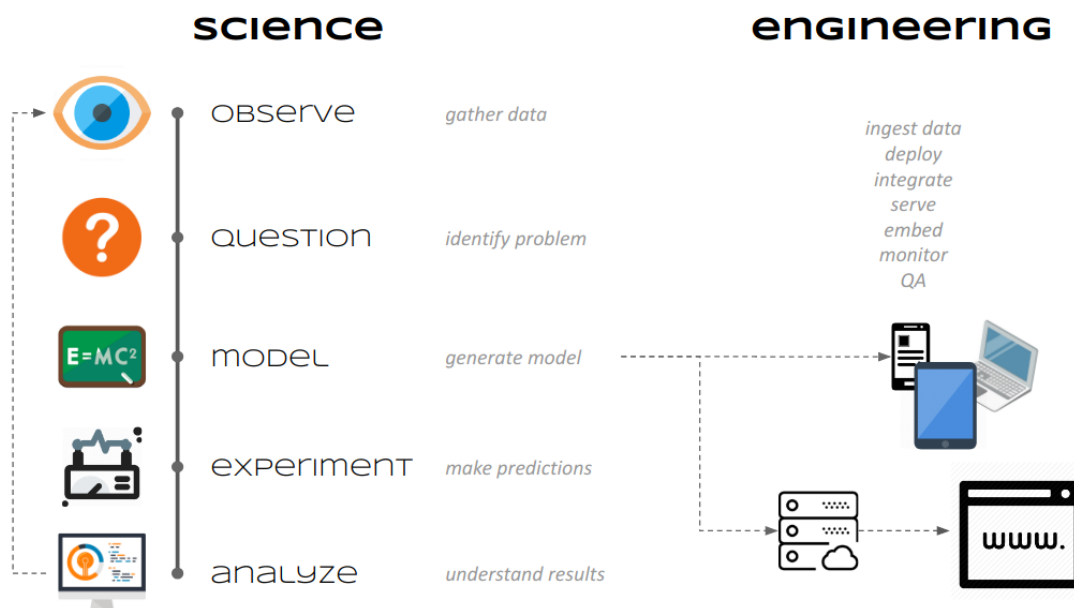 science
engineering
observe
gather data
question
identify problem
E=MC²
model
generate model
experiment
make predictions
analyze
understand results
ingest data
deploy
integrate
serve
embed
monitor
QA
www.